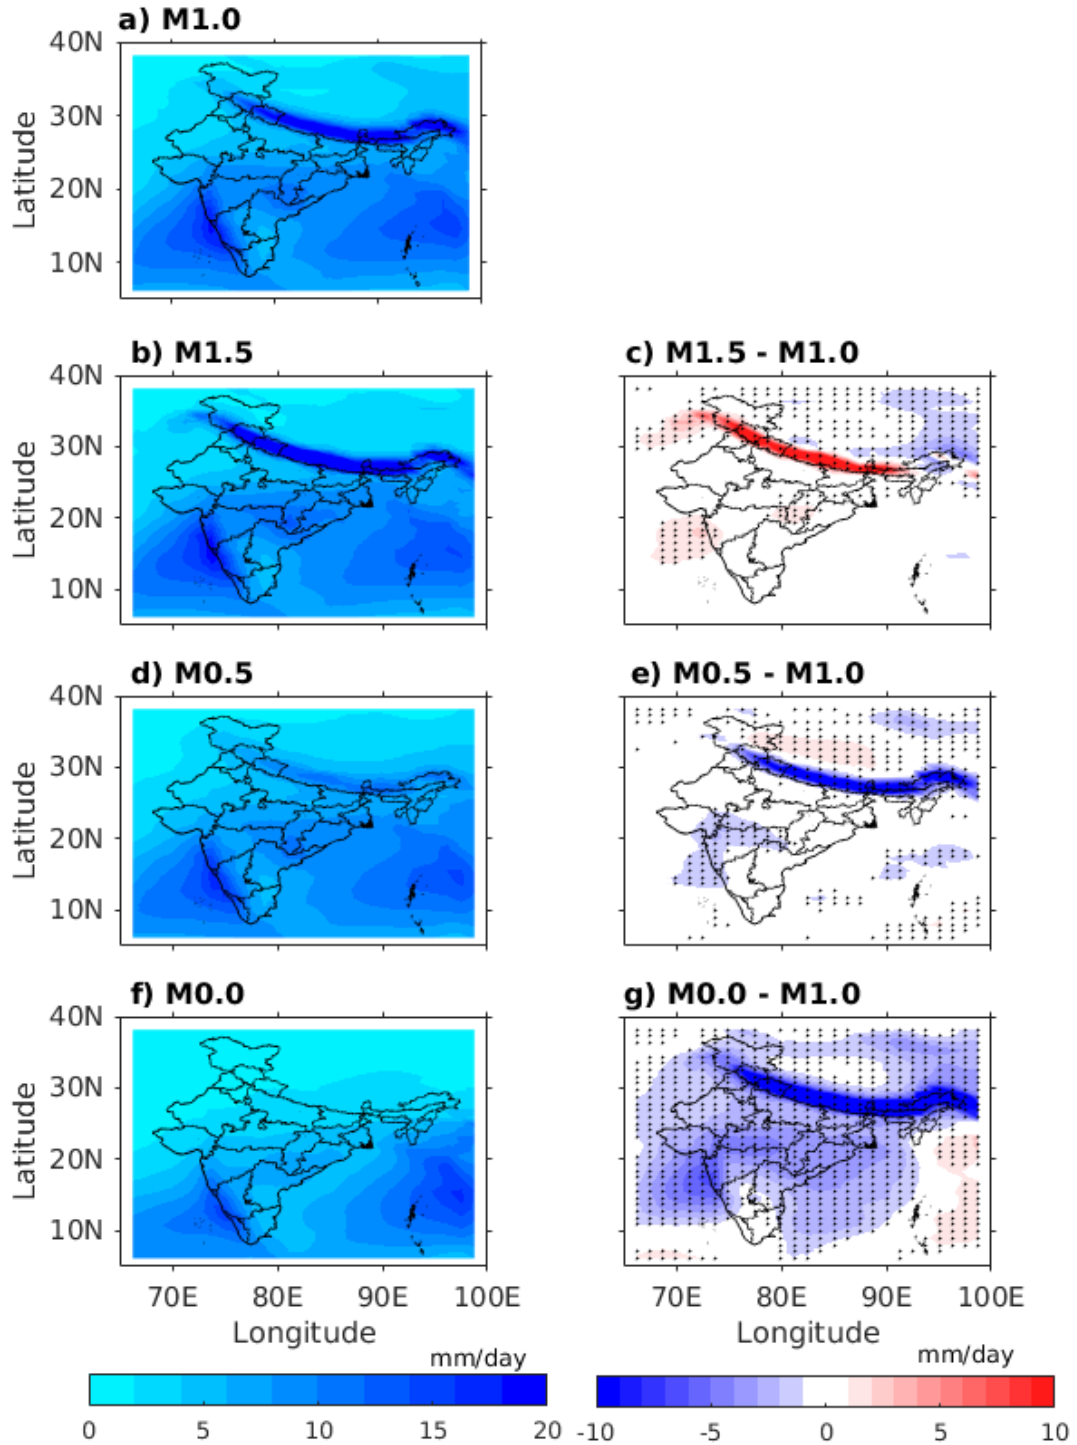 a) M1.0
40N
30N
20N
10N
Latitude
b) M1.5
40N
30N
20N
10N
Latitude
c) M1.5 - M1.0
d) M0.5
40N
30N
20N
10N
Latitude
e) M0.5 - M1.0
f) M0.0
40N
30N
20N
10N
Latitude
70E 80E 90E 100E
Longitude
g) M0.0 - M1.0
70E 80E 90E 100E
Longitude
mm/day
0 5 10 15 20
mm/day
-10 -5 0 5 10